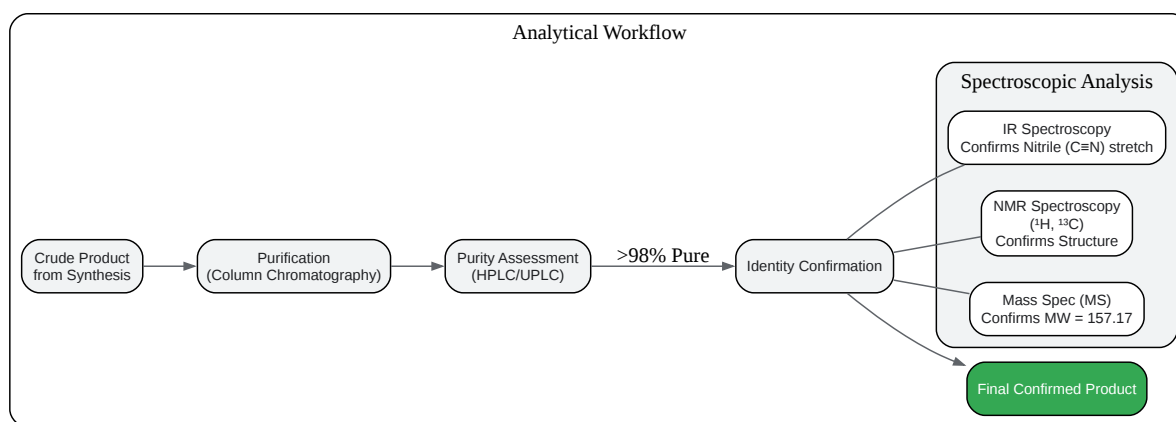 Analytical Workflow
Spectroscopic Analysis
IR Spectroscopy
Confirms Nitrile (C≡N) stretch
NMR Spectroscopy
(¹H, ¹³C)
Confirms Structure
Crude Product
from Synthesis
Purification
(Column Chromatography)
Purity Assessment
(HPLC/UPLC)
>98% Pure
Identity Confirmation
Mass Spec (MS)
Confirms MW = 157.17
Final Confirmed Product